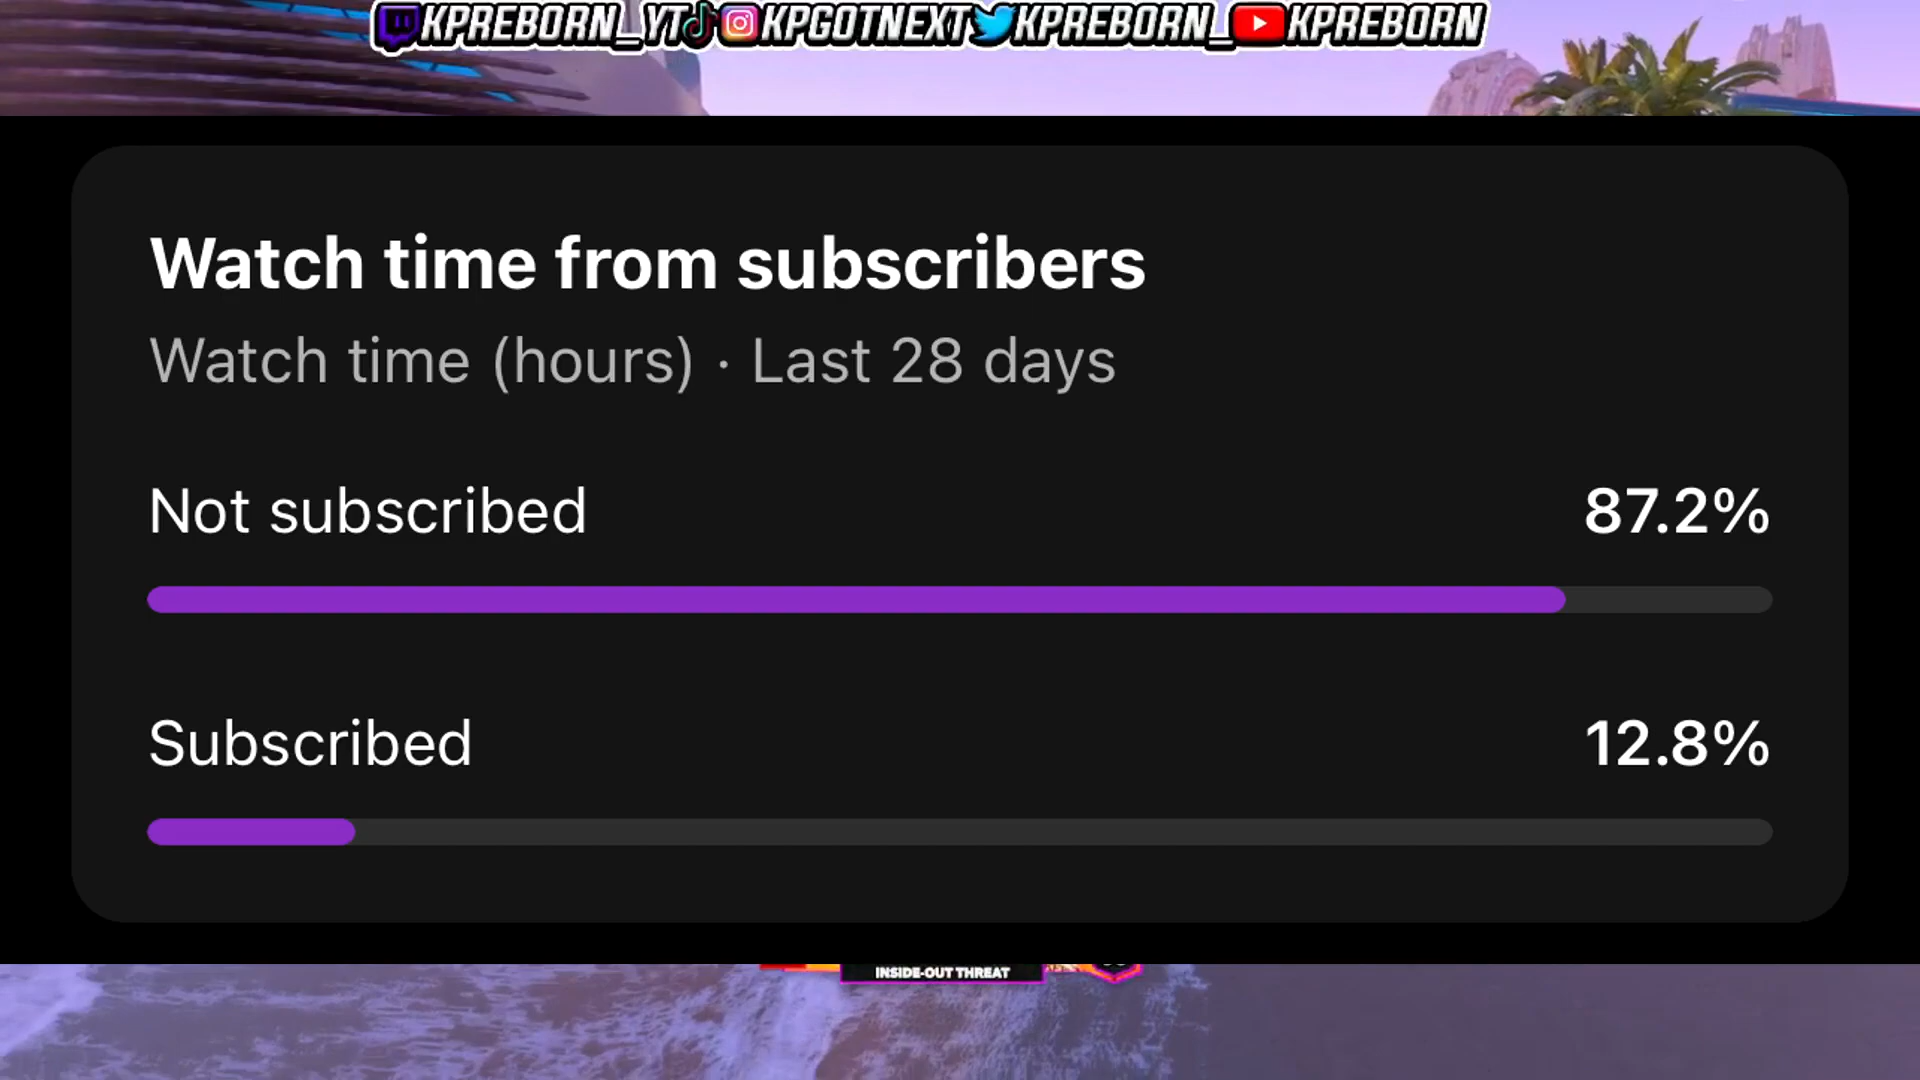 KPREBORN_YT KPGOTNEXT KPREBORN_ KPREBORN
Watch time from subscribers
Watch time (hours) · Last 28 days
Not subscribed 87.2%
Subscribed 12.8%
INSIDE-OUT THREAT